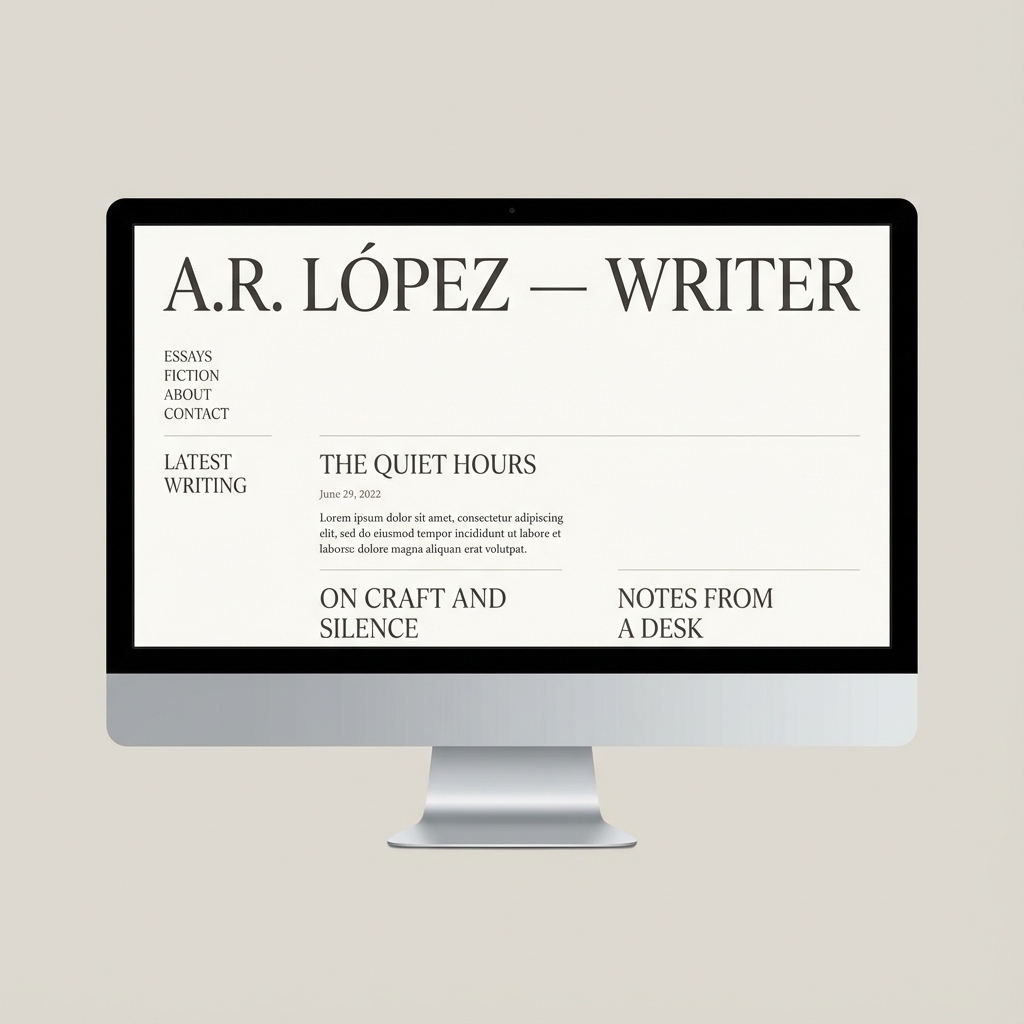 A.R. LÓPEZ — WRITER
ESSAYS
FICTION
ABOUT
CONTACT
LATEST
WRITING
THE QUIET HOURS
June 29, 2022
Lorem ipsum dolor sit amet, consectetur adipiscing
elit, sed do eiusmod tempor incididunt ut labore et
laborsc dolore magna aliquan erat volutpat.
ON CRAFT AND
SILENCE
NOTES FROM
A DESK